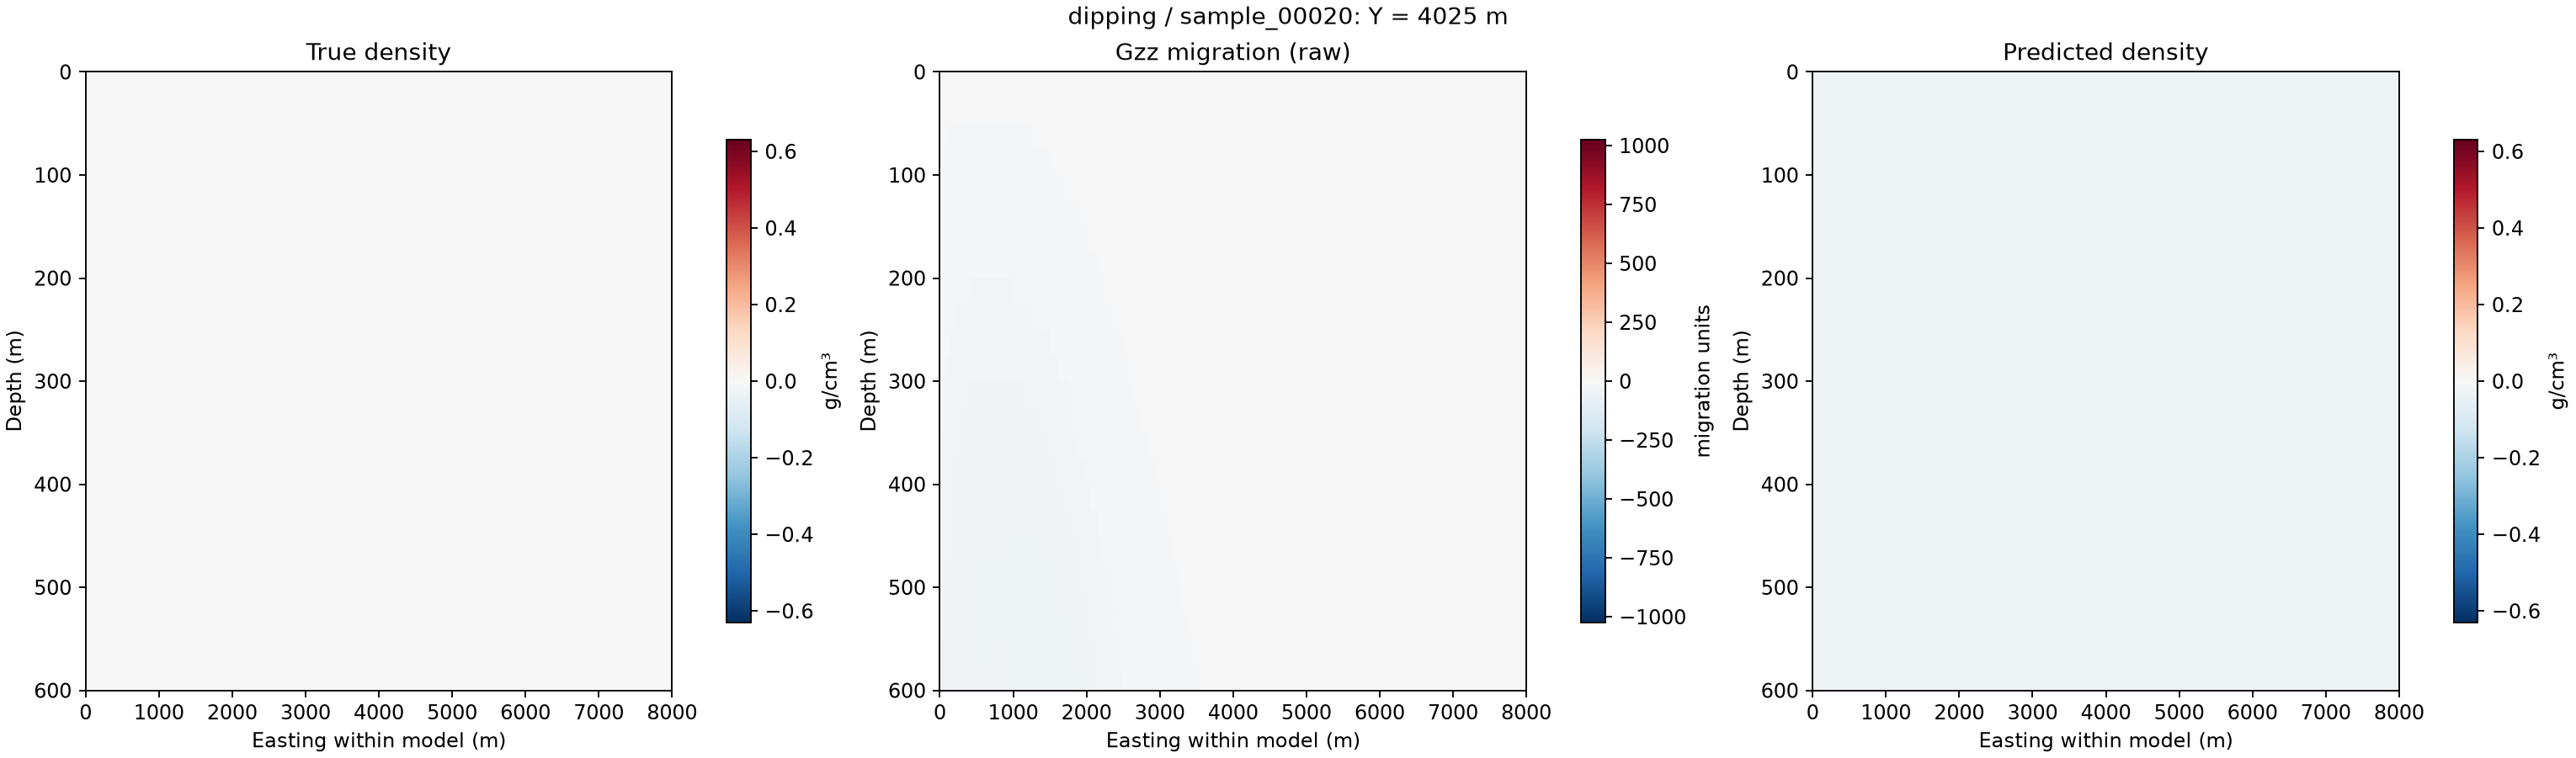 dipping / sample_00020: Y = 4025 m
True density
0
100
200
300
400
500
600
Depth (m)
0 1000 2000 3000 4000 5000 6000 7000 8000
Easting within model (m)
0.6
0.4
0.2
0.0
−0.2
−0.4
−0.6
g/cm³
Gzz migration (raw)
0
100
200
300
400
500
600
Depth (m)
0 1000 2000 3000 4000 5000 6000 7000 8000
Easting within model (m)
1000
750
500
250
0
−250
−500
−750
−1000
migration units
Predicted density
0
100
200
300
400
500
600
Depth (m)
0 1000 2000 3000 4000 5000 6000 7000 8000
Easting within model (m)
0.6
0.4
0.2
0.0
−0.2
−0.4
−0.6
g/cm³